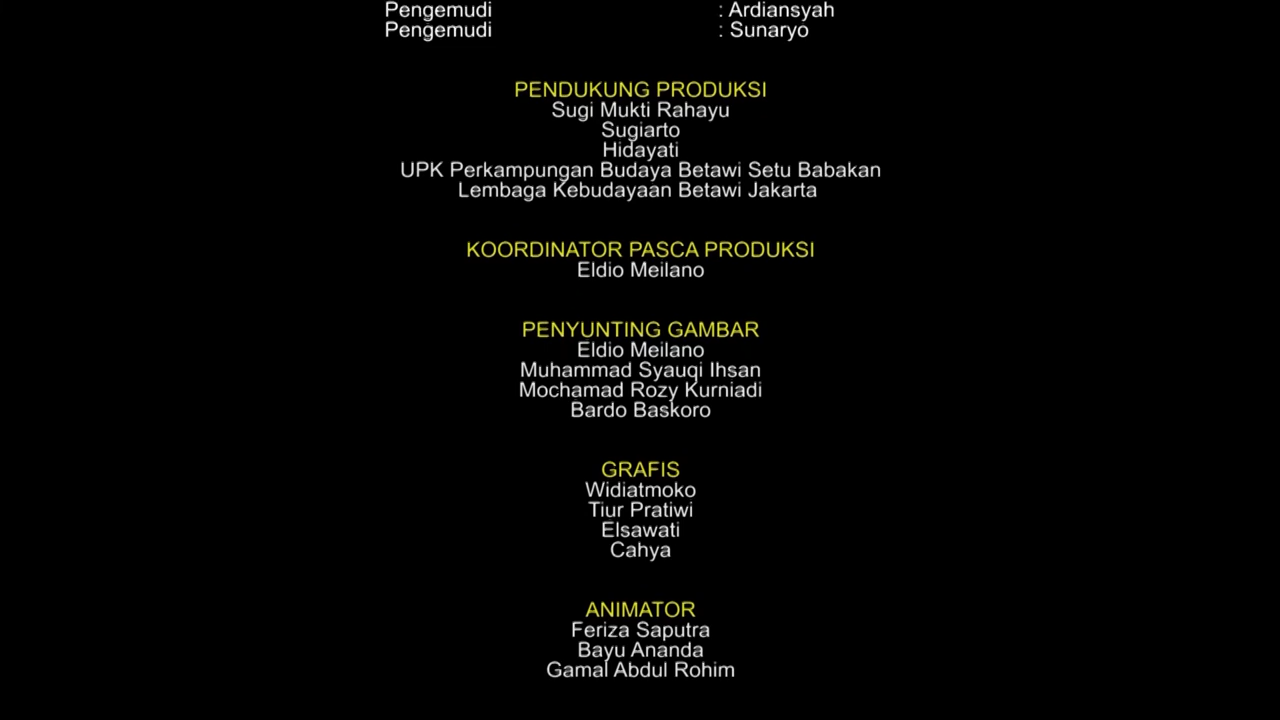 Pengemudi : Ardiansyah
Pengemudi : Sunaryo
PENDUKUNG PRODUKSI
Sugi Mukti Rahayu
Sugiarto
Hidayati
UPK Perkampungan Budaya Betawi Setu Babakan
Lembaga Kebudayaan Betawi Jakarta
KOORDINATOR PASCA PRODUKSI
Eldio Meilano
PENYUNTING GAMBAR
Eldio Meilano
Muhammad Syauqi Ihsan
Mochamad Rozy Kurniadi
Bardo Baskoro
GRAFIS
Widiatmoko
Tiur Pratiwi
Elsawati
Cahya
ANIMATOR
Feriza Saputra
Bayu Ananda
Gamal Abdul Rohim